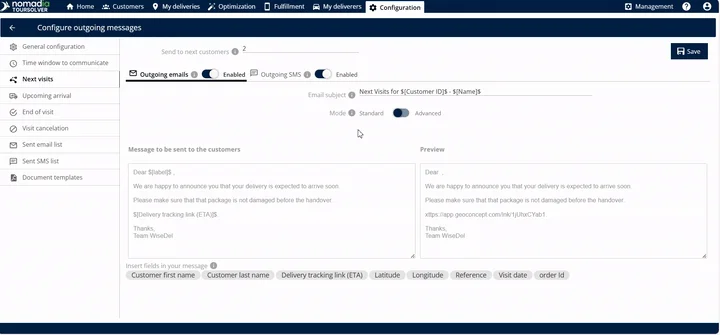 nomadia
TOURSOLVER
Home
Customers
My deliveries
Optimization
Fulfillment
My deliverers
Configuration
Management
Configure outgoing messages
General configuration
Time window to communicate
Next visits
Upcoming arrival
End of visit
Visit cancelation
Sent email list
Sent SMS list
Document templates
Send to next customers
2
Save
Outgoing emails
Enabled
Outgoing SMS
Enabled
Email subject
Next Visits for $[Customer ID]$ - $[Name]$
Mode
Standard
Advanced
Message to be sent to the customers
Dear $[label]$ ,
We are happy to announce you that your delivery is expected to arrive soon.
Please make sure that that package is not damaged before the handover.
$[Delivery tracking link (ETA)]$.
Thanks,
Team WiseDel
Preview
Dear ,
We are happy to announce you that your delivery is expected to arrive soon.
Please make sure that that package is not damaged before the handover.
Thanks,
Team WiseDel
Insert fields in your message
Customer first name
Customer last name
Delivery tracking link (ETA)
Latitude
Longitude
Reference
Visit date
order Id